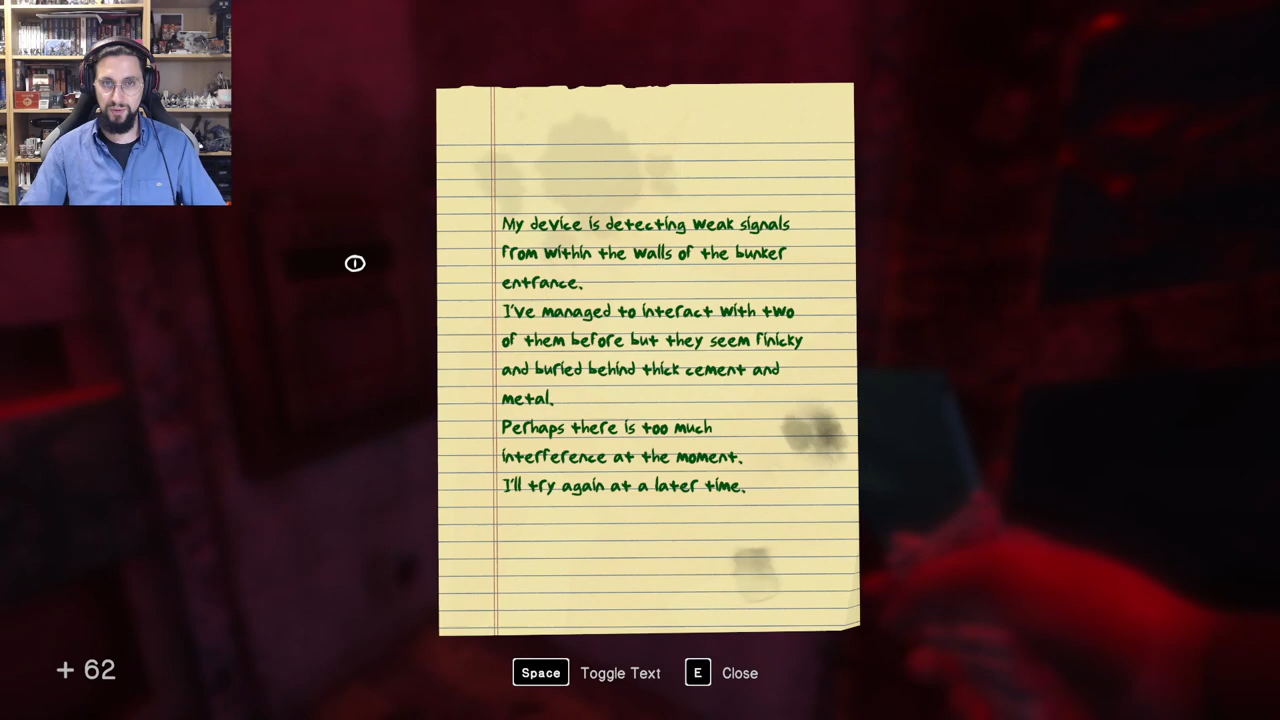 My device is detecting weak signals
from within the walls of the bunker
entrance.
I've managed to interact with two
of them before but they seem finicky
and buried behind thick cement and
metal.
Perhaps there is too much
interference at the moment.
I'll try again at a later time.
+ 62
Space Toggle Text E Close